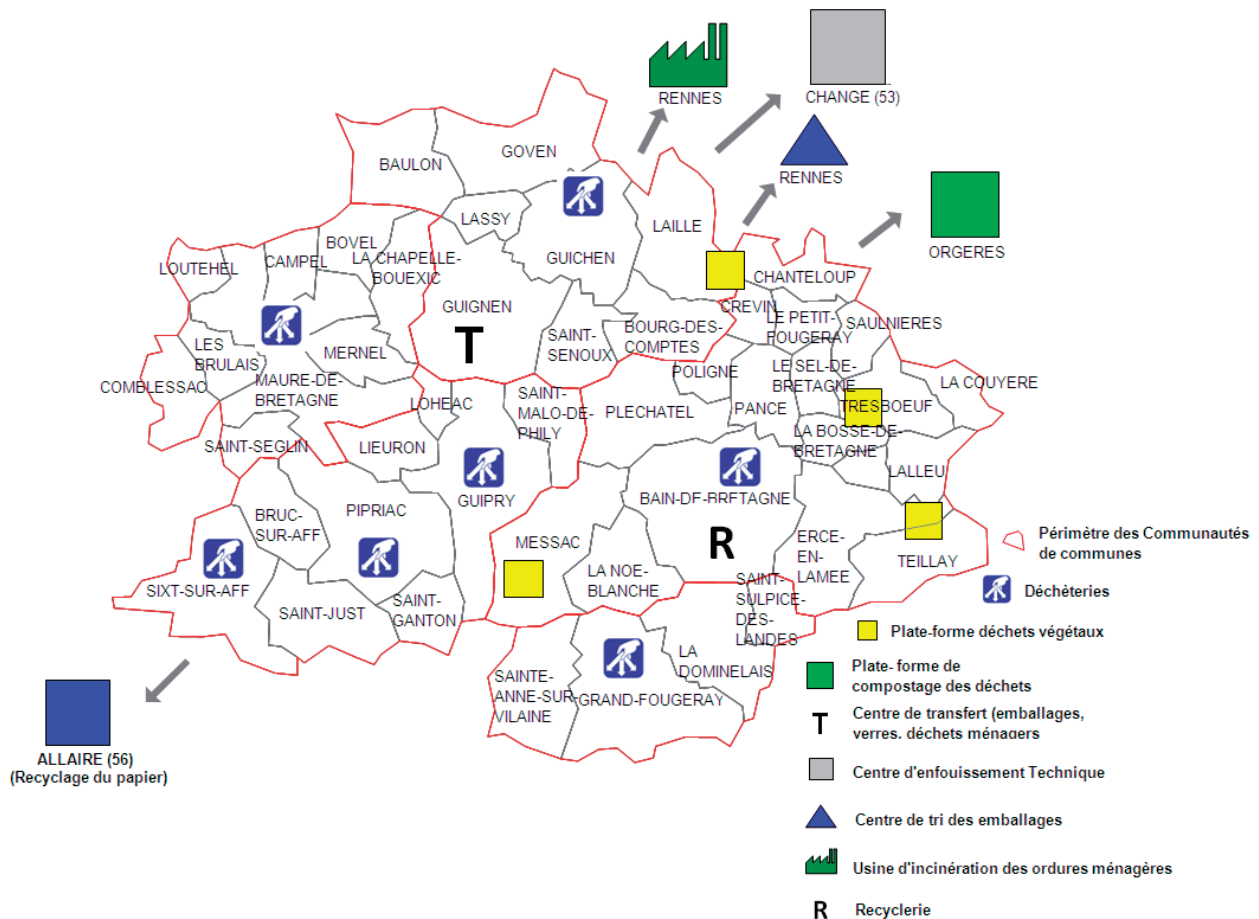 RENNES
CHANGE (53)
RENNES
ORGERES
BAULON
GOVEN
LASSY
GUICHEN
LAILLE
LOUTEHEL
CAMPEL
BOVEL
LA CHAPELLE-
BOUEXIC
GUIGNEN
T
SAINT-
SENOUX
BOURG-DES-
COMPTES
CREVIN
CHANTELOUP
LE PETIT-
FOUGERAY
SAULNIERES
LES
BRULAIS
MERNEL
COMBLESSAC
MAURE-DE-
BRETAGNE
LOHEAC
SAINT-
MALO-DE-
PHILY
POLIGNE
PLECHATEL
PANCE
LE SEL-DE-
BRETAGNE
TRESBOEUF
LA COUYERE
LA BOSSE-DE-
BRETAGNE
LALLEU
SAINT-SEGLIN
LIEURON
GUIPRY
BAIN-DE-BRETAGNE
R
BRUC-
SUR-AFF
PIPRIAC
MESSAC
LA NOE-
BLANCHE
ERCE-
EN-
LAMEE
TEILLAY
SIXT-SUR-AFF
SAINT-JUST
SAINT-
GANTON
SAINT-
SULPICE-
DES-
LANDES
SAINTE-
ANNE-SUR-
VILAINE
GRAND-FOUGERAY
LA
DOMINELAIS
ALLAIRE (56)
(Recyclage du papier)
Périmètre des Communautés
de communes
Déchèteries
Plate-forme déchets végétaux
Plate- forme de
compostage des déchets
T
Centre de transfert (emballages,
verres, déchets ménagers
Centre d'enfouissement Technique
Centre de tri des emballages
Usine d'incinération des ordures ménagères
R
Recyclerie